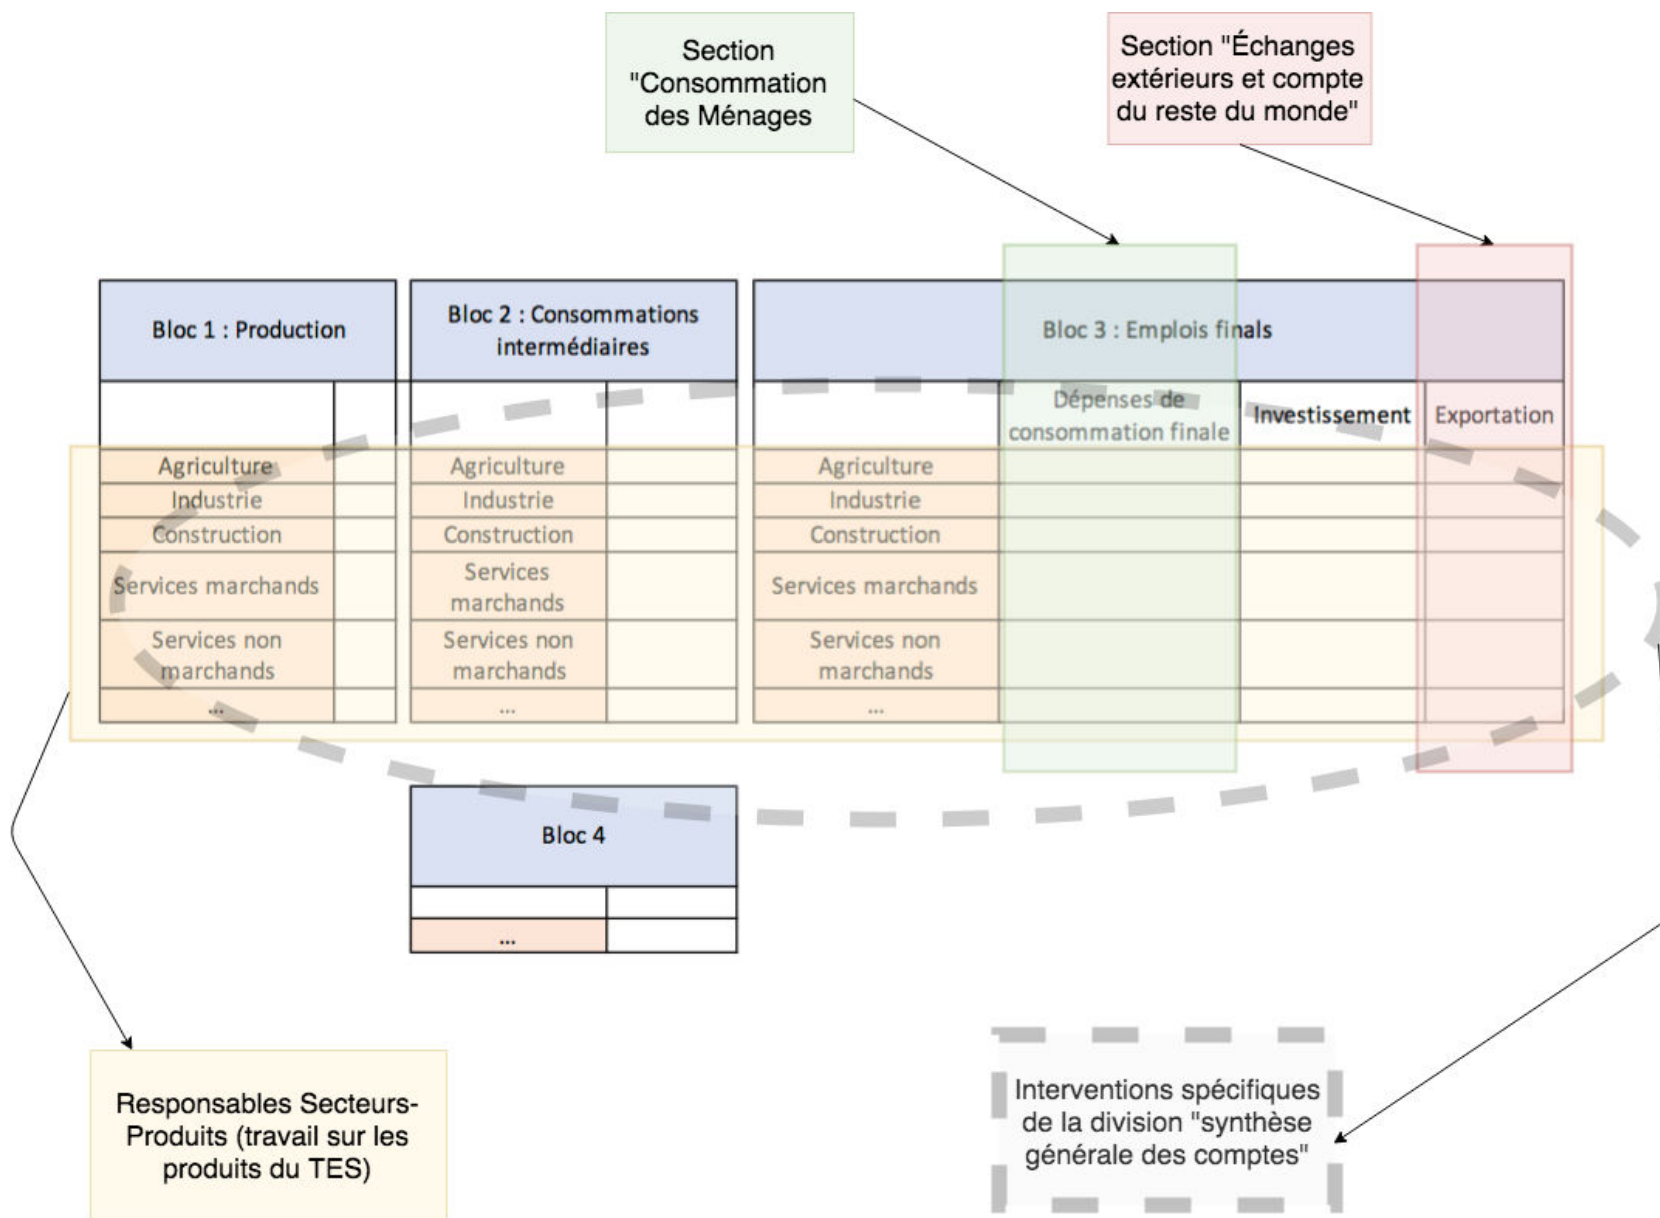 Section
"Consommation
des Ménages
Section "Échanges
extérieurs et compte
du reste du monde"
Bloc 1 : Production
Bloc 2 : Consommations
intermédiaires
Bloc 3 : Emplois finals
Dépenses de
consommation finale
Investissement
Exportation
Agriculture
Agriculture
Agriculture
Industrie
Industrie
Industrie
Construction
Construction
Construction
Services marchands
Services
marchands
Services marchands
Services non
marchands
Services non
marchands
Services non
marchands
...
...
...
Bloc 4
...
Responsables Secteurs-
Produits (travail sur les
produits du TES)
Interventions spécifiques
de la division "synthèse
générale des comptes"